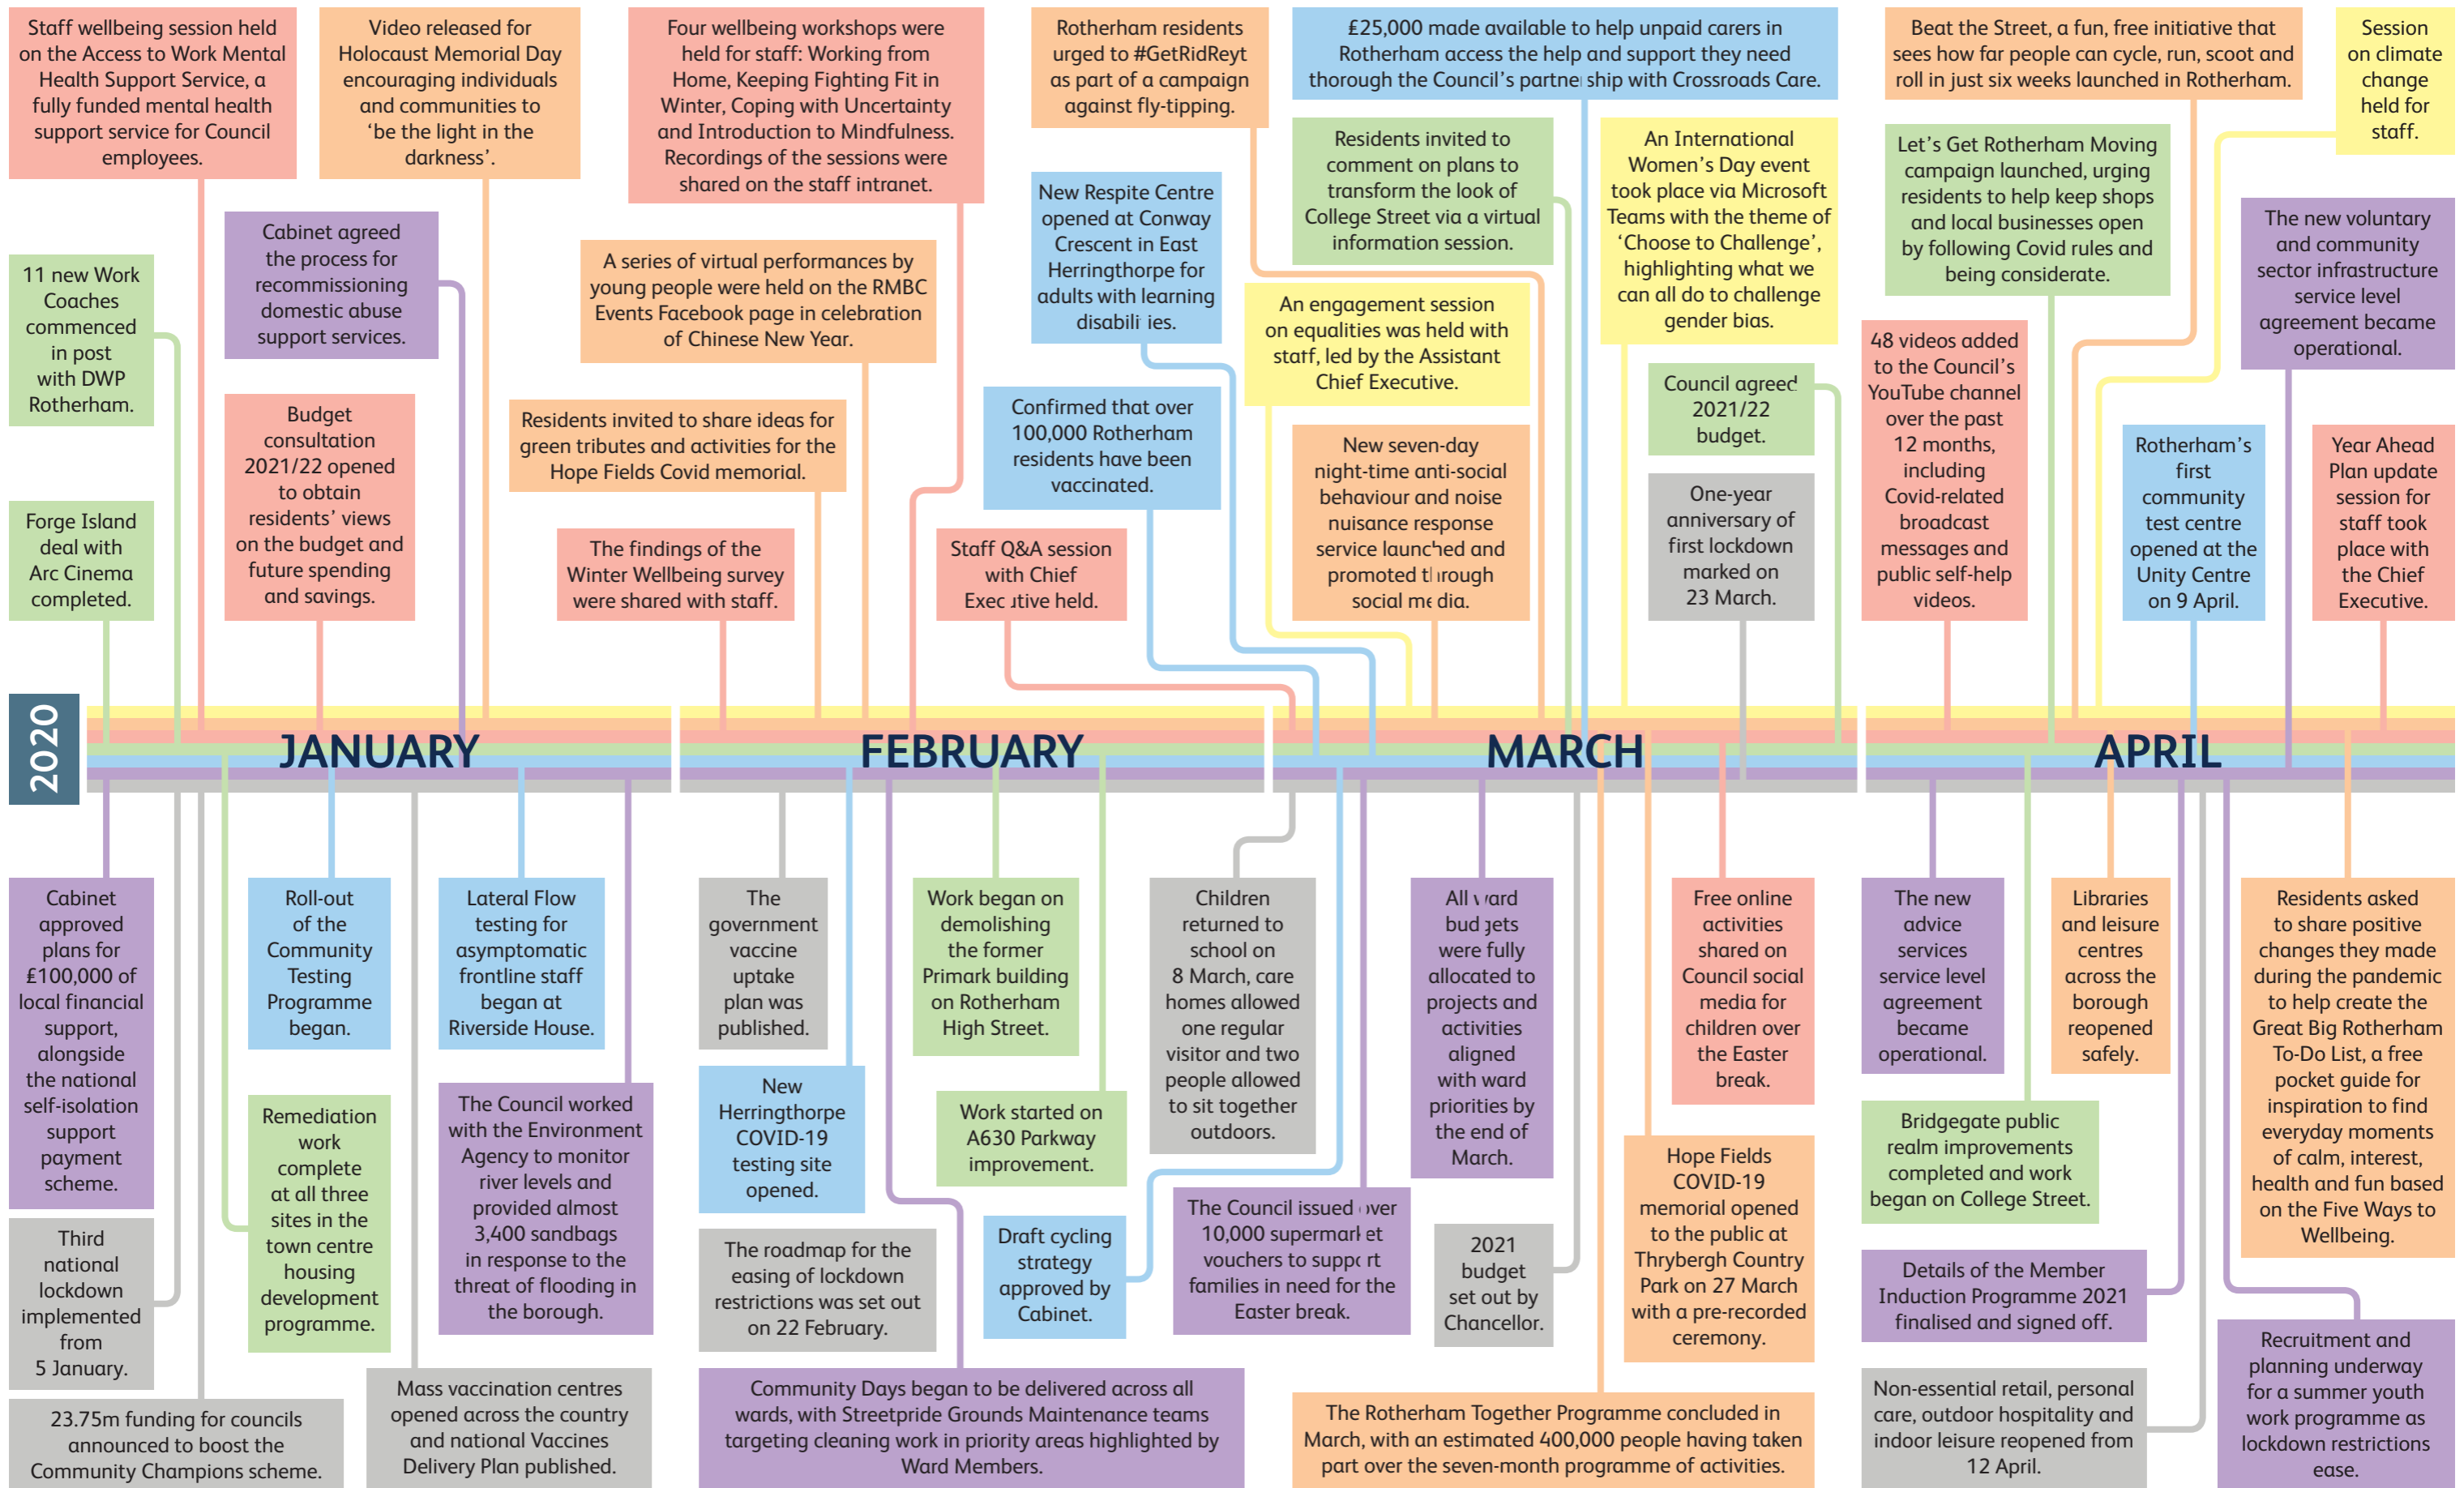 Staff wellbeing session held
on the Access to Work Mental
Health Support Service, a
fully funded mental health
support service for Council
employees.
Video released for
Holocaust Memorial Day
encouraging individuals
and communities to
‘be the light in the
darkness’.
Four wellbeing workshops were
held for staff: Working from
Home, Keeping Fighting Fit in
Winter, Coping with Uncertainty
and Introduction to Mindfulness.
Recordings of the sessions were
shared on the staff intranet.
Rotherham residents
urged to #GetRidReyt
as part of a campaign
against fly-tipping.
£25,000 made available to help unpaid carers in
Rotherham access the help and support they need
thorough the Council’s partnership with Crossroads Care.
Beat the Street, a fun, free initiative that
sees how far people can cycle, run, scoot and
roll in just six weeks launched in Rotherham.
Session
on climate
change
held for
staff.
11 new Work
Coaches
commenced
in post
with DWP
Rotherham.
Cabinet agreed
the process for
recommissioning
domestic abuse
support services.
A series of virtual performances by
young people were held on the RMBC
Events Facebook page in celebration
of Chinese New Year.
New Respite Centre
opened at Conway
Crescent in East
Herringthorpe for
adults with learning
disabilities.
Residents invited to
comment on plans to
transform the look of
College Street via a virtual
information session.
An International
Women’s Day event
took place via Microsoft
Teams with the theme of
‘Choose to Challenge’,
highlighting what we
can all do to challenge
gender bias.
Let’s Get Rotherham Moving
campaign launched, urging
residents to help keep shops
and local businesses open
by following Covid rules and
being considerate.
The new voluntary
and community
sector infrastructure
service level
agreement became
operational.
Forge Island
deal with
Arc Cinema
completed.
Budget
consultation
2021/22 opened
to obtain
residents’ views
on the budget and
future spending
and savings.
Residents invited to share ideas for
green tributes and activities for the
Hope Fields Covid memorial.
The findings of the
Winter Wellbeing survey
were shared with staff.
Staff Q&A session
with Chief
Executive held.
Confirmed that over
100,000 Rotherham
residents have been
vaccinated.
An engagement session
on equalities was held with
staff, led by the Assistant
Chief Executive.
New seven-day
night-time anti-social
behaviour and noise
nuisance response
service launched and
promoted through
social media.
Council agreed
2021/22
budget.
One-year
anniversary of
first lockdown
marked on
23 March.
48 videos added
to the Council’s
YouTube channel
over the past
12 months,
including
Covid-related
broadcast
messages and
public self-help
videos.
Rotherham’s
first
community
test centre
opened at the
Unity Centre
on 9 April.
Year Ahead
Plan update
session for
staff took
place with
the Chief
Executive.
2020
JANUARY
FEBRUARY
MARCH
APRIL
Cabinet
approved
plans for
£100,000 of
local financial
support,
alongside
the national
self-isolation
support
payment
scheme.
Third
national
lockdown
implemented
from
5 January.
23.75m funding for councils
announced to boost the
Community Champions scheme.
Roll-out
of the
Community
Testing
Programme
began.
Remediation
work
complete
at all three
sites in the
town centre
housing
development
programme.
Lateral Flow
testing for
asymptomatic
frontline staff
began at
Riverside House.
The Council worked
with the Environment
Agency to monitor
river levels and
provided almost
3,400 sandbags
in response to the
threat of flooding in
the borough.
Mass vaccination centres
opened across the country
and national Vaccines
Delivery Plan published.
The
government
vaccine
uptake
plan was
published.
New
Herringthorpe
COVID-19
testing site
opened.
The roadmap for the
easing of lockdown
restrictions was set out
on 22 February.
Work began on
demolishing
the former
Primark building
on Rotherham
High Street.
Work started on
A630 Parkway
improvement.
Draft cycling
strategy
approved by
Cabinet.
Community Days began to be delivered across all
wards, with Streetpride Grounds Maintenance teams
targeting cleaning work in priority areas highlighted by
Ward Members.
Children
returned to
school on
8 March, care
homes allowed
one regular
visitor and two
people allowed
to sit together
outdoors.
The Council issued over
10,000 supermarket
vouchers to support
families in need for the
Easter break.
All ward
budgets
were fully
allocated to
projects and
activities
aligned
with ward
priorities by
the end of
March.
2021
budget
set out by
Chancellor.
The Rotherham Together Programme concluded in
March, with an estimated 400,000 people having taken
part over the seven-month programme of activities.
Free online
activities
shared on
Council social
media for
children over
the Easter
break.
Hope Fields
COVID-19
memorial opened
to the public at
Thrybergh Country
Park on 27 March
with a pre-recorded
ceremony.
The new
advice
services
service level
agreement
became
operational.
Libraries
and leisure
centres
across the
borough
reopened
safely.
Bridgegate public
realm improvements
completed and work
began on College Street.
Details of the Member
Induction Programme 2021
finalised and signed off.
Non-essential retail, personal
care, outdoor hospitality and
indoor leisure reopened from
12 April.
Residents asked
to share positive
changes they made
during the pandemic
to help create the
Great Big Rotherham
To-Do List, a free
pocket guide for
inspiration to find
everyday moments
of calm, interest,
health and fun based
on the Five Ways to
Wellbeing.
Recruitment and
planning underway
for a summer youth
work programme as
lockdown restrictions
ease.